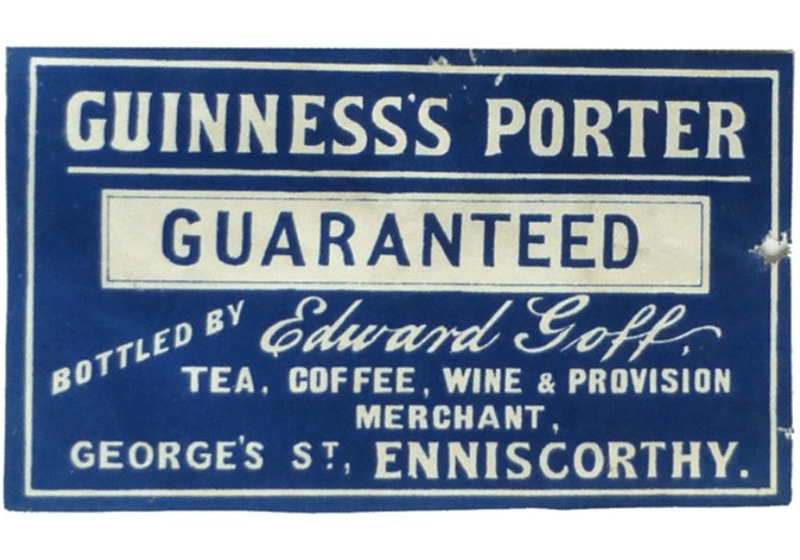 GUINNESS'S PORTER
GUARANTEED
BOTTLED BY Edward Goff,
TEA, COFFEE, WINE & PROVISION
MERCHANT,
GEORGE'S ST, ENNISCORTHY.